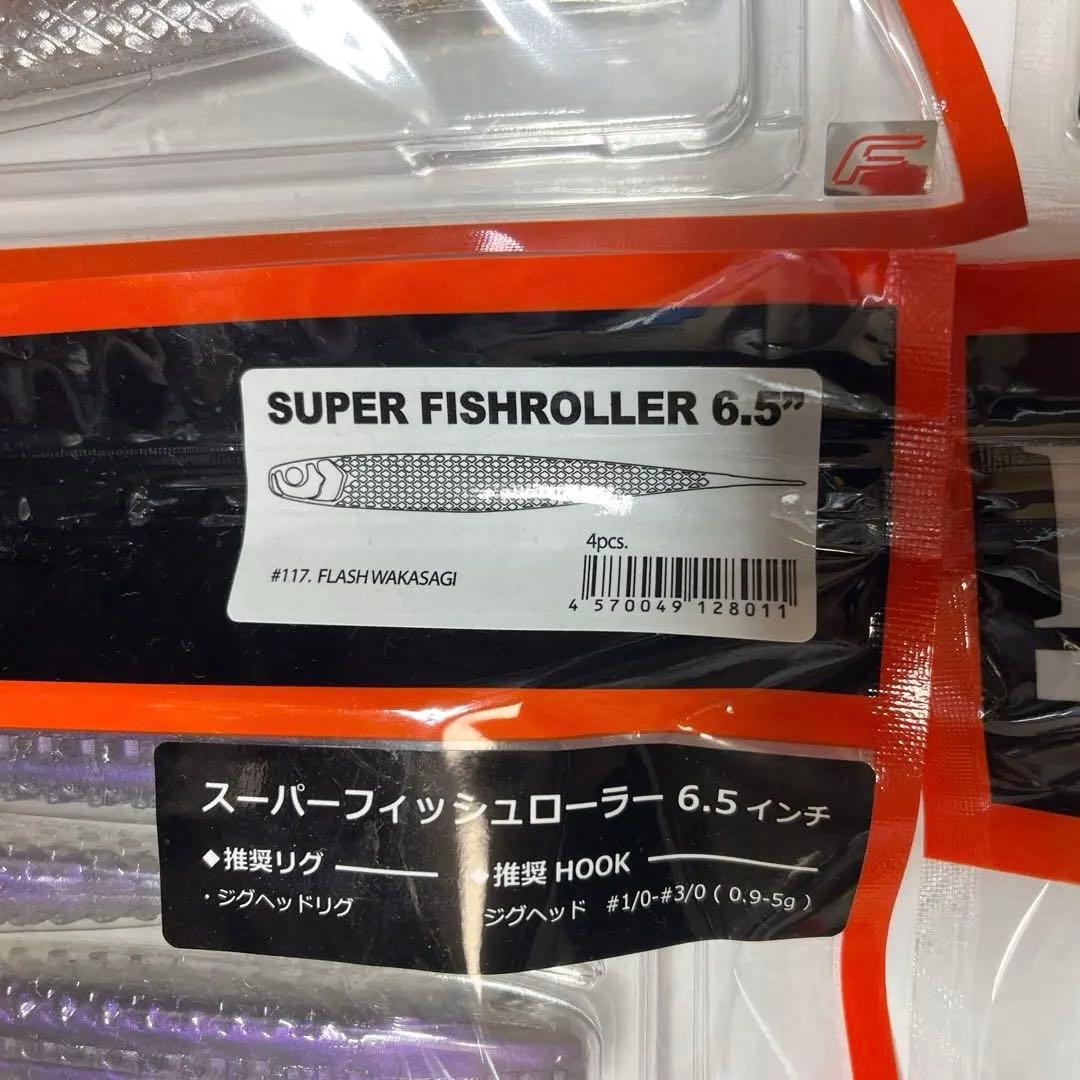 F
SUPER FISHROLLER 6.5”
4pcs.
#117. FLASH WAKASAGI
4 570049 128011
スーパーフィッシュローラー 6.5 インチ
◆推奨リグ
・ジグヘッドリグ
◆推奨 HOOK
ジグヘッド #1/0-#3/0 ( 0.9-5g )